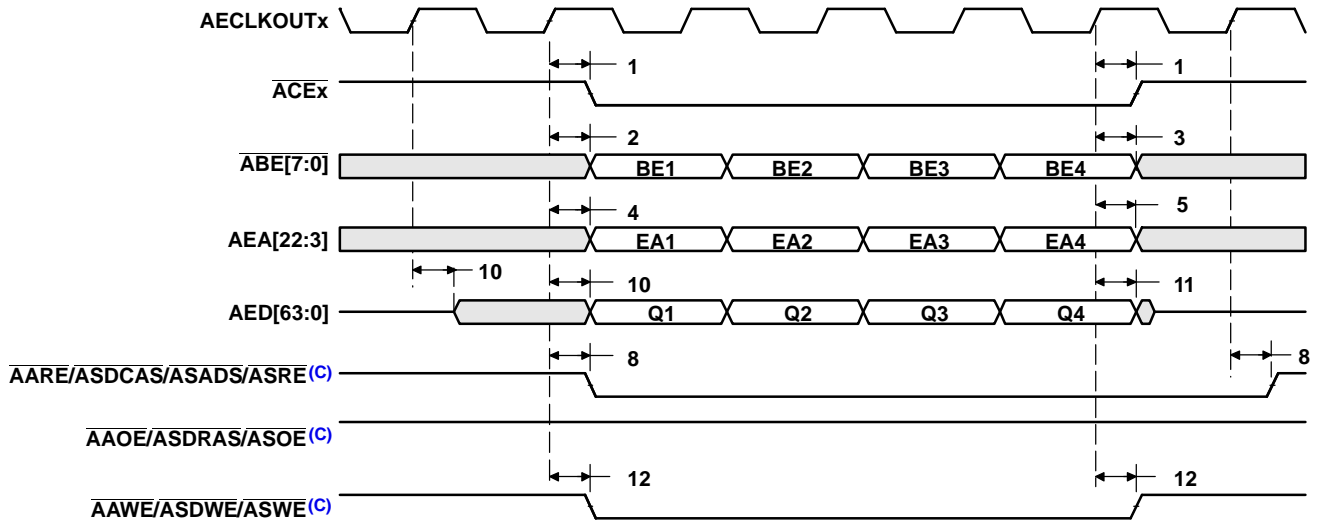 AECLKOUTx
1 1
ACEx
2 3
ABE[7:0] BE1 BE2 BE3 BE4
4 5
AEA[22:3] EA1 EA2 EA3 EA4
10 10 11
AED[63:0] Q1 Q2 Q3 Q4
8 8
AARE/ASDCAS/ASADS/ASRE(C)
AAOE/ASDRAS/ASOE(C)
12 12
AAWE/ASDWE/ASWE(C)